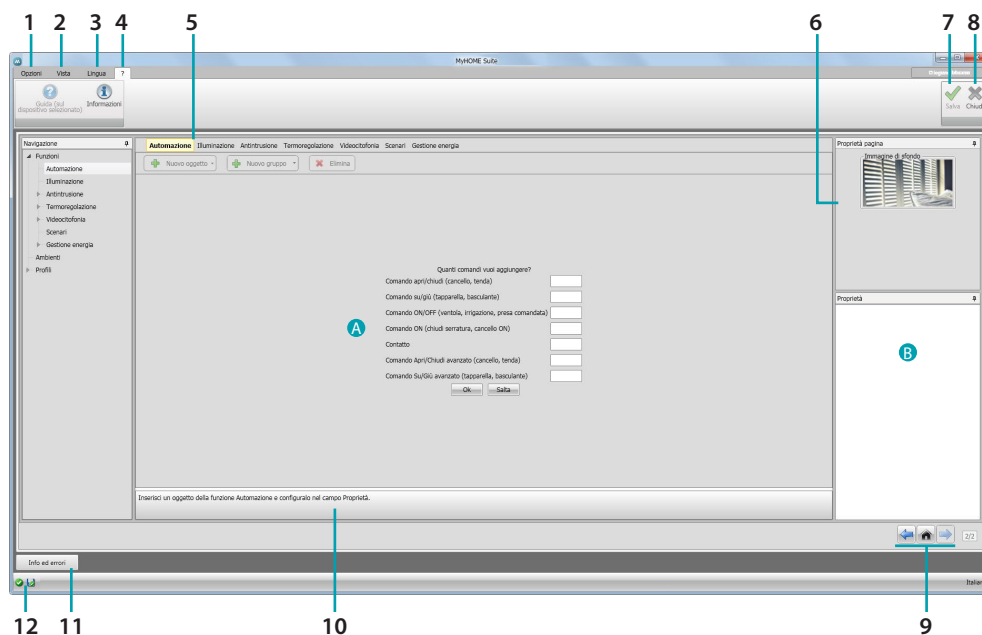 1 2 3 4 5 6 7 8
MyHOME Suite
Opzioni Vista Lingua ?
Guida (sul dispositivo selezionato)
Informazioni
Salva Chiud
Navigazione
Funzioni
Automazione
Illuminazione
Antintrusione
Termoregolazione
Videocitofonia
Scenari
Gestione energia
Ambienti
Profili
Automazione Illuminazione Antintrusione Termoregolazione Videocitofonia Scenari Gestione energia
Nuovo oggetto Nuovo gruppo Elimina
Quanti comandi vuoi aggiungere?
Comando apri/chiudi (cancello, tenda)
Comando su/giù (tapparella, basculante)
Comando ON/OFF (ventola, irrigazione, presa comandata)
Comando ON (chiudi serratura, cancello ON)
Contatto
Comando Apri/Chiudi avanzato (cancello, tenda)
Comando Su/Giù avanzato (tapparella, basculante)
Ok Salta
A
Inserisci un oggetto della funzione Automazione e configuralo nel campo Proprietà.
Proprietà pagina
Immagine di sfondo
Proprietà
B
2/2
Info ed errori
Italian
12 11 10 9